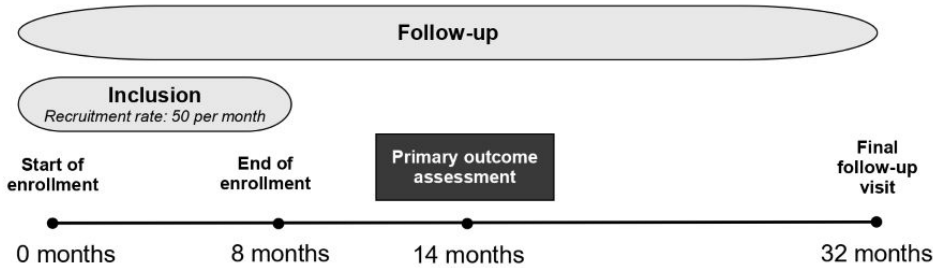 Follow-up
Inclusion
Recruitment rate: 50 per month
Start of
enrollment
End of
enrollment
Primary outcome
assessment
Final
follow-up
visit
0 months
8 months
14 months
32 months